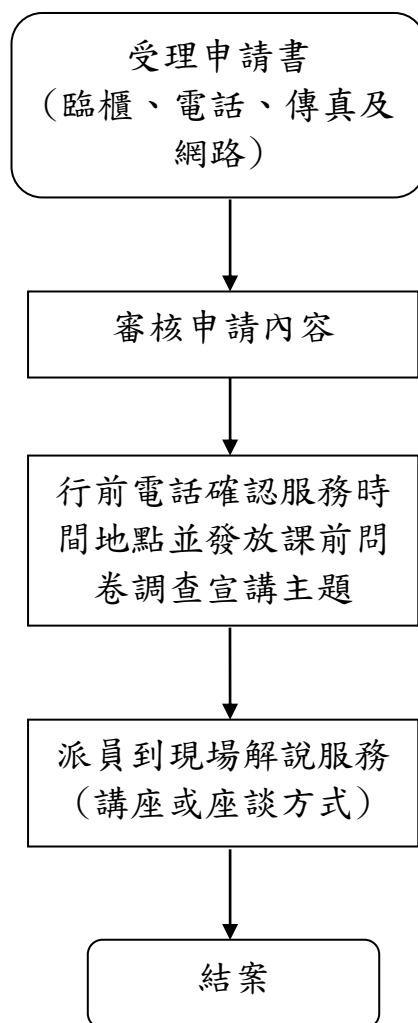 受理申請書
（臨櫃、電話、傳真及
網路）
審核申請內容
行前電話確認服務時
間地點並發放課前問
卷調查宣講主題
派員到現場解說服務
（講座或座談方式）
結案